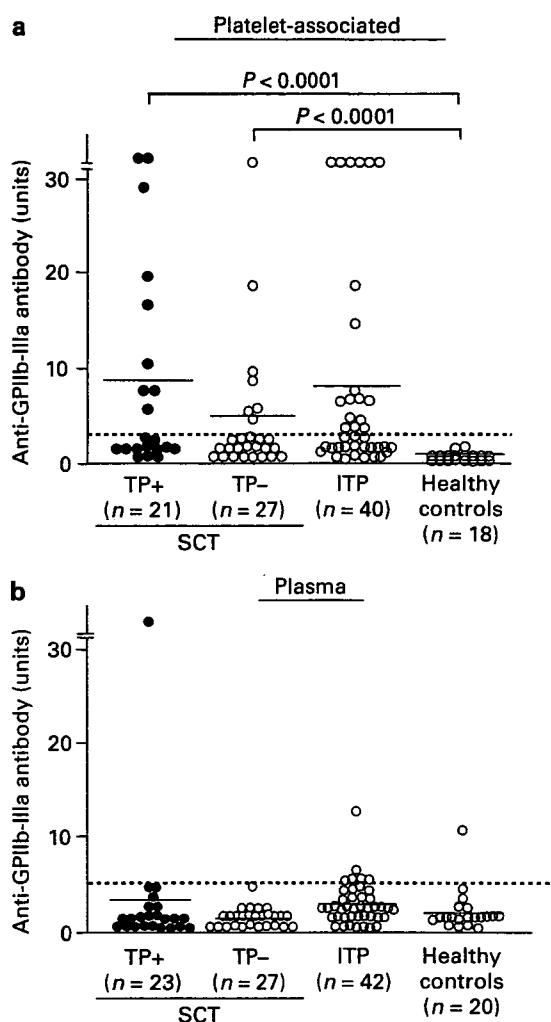 a
Platelet-associated
P < 0.0001
P < 0.0001
Anti-GPIIb-IIIa antibody (units)
30
20
10
0
TP+ TP– ITP Healthy
(n = 21) (n = 27) (n = 40) controls
(n = 18)
SCT
b
Plasma
Anti-GPIIb-IIIa antibody (units)
30
20
10
0
TP+ TP– ITP Healthy
(n = 23) (n = 27) (n = 42) controls
(n = 20)
SCT